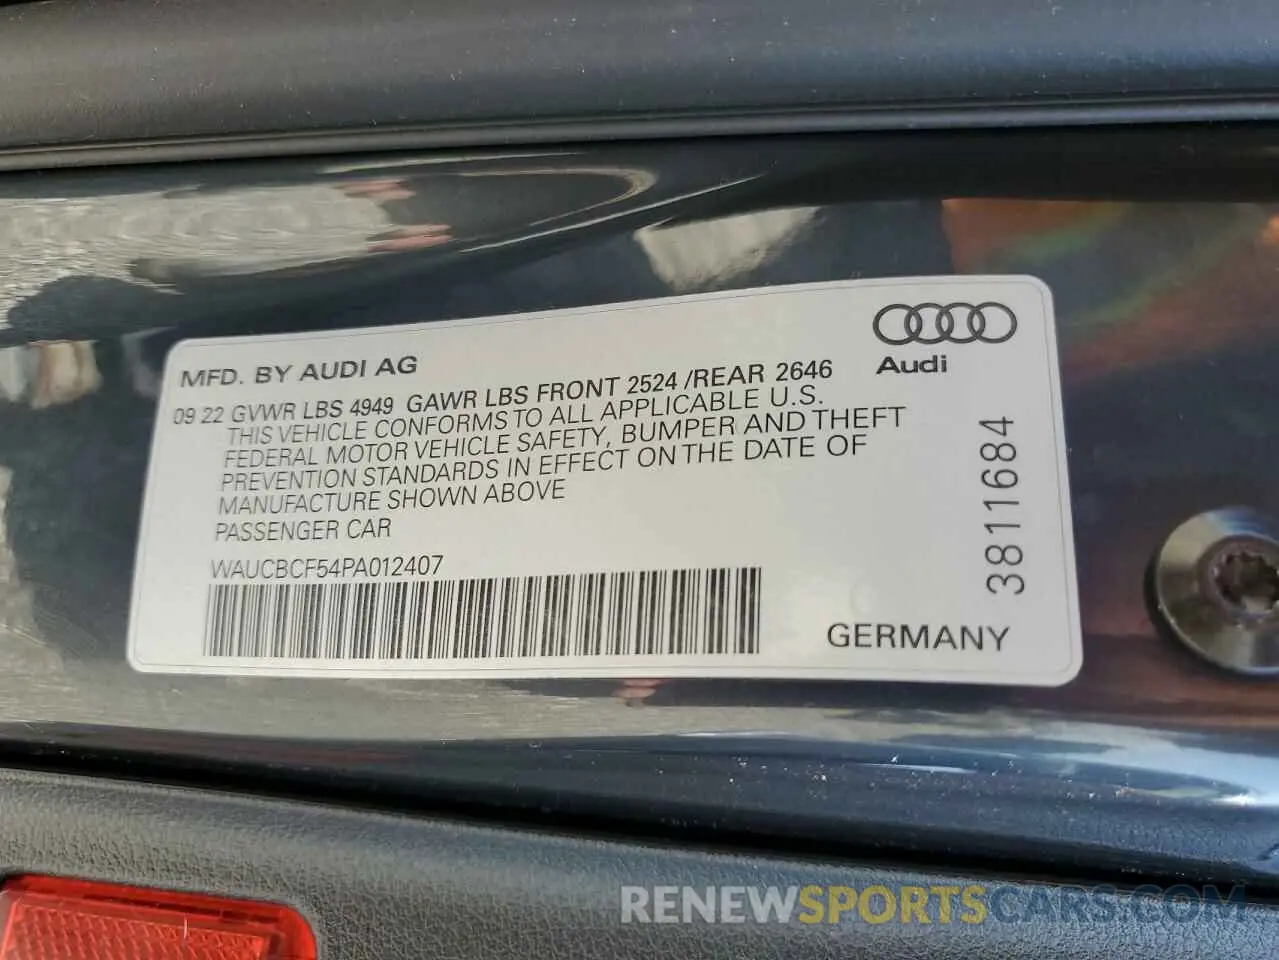 MFD. BY AUDI AG
Audi
09 22 GVWR LBS 4949 GAWR LBS FRONT 2524 /REAR 2646
THIS VEHICLE CONFORMS TO ALL APPLICABLE U.S.
FEDERAL MOTOR VEHICLE SAFETY, BUMPER AND THEFT
PREVENTION STANDARDS IN EFFECT ON THE DATE OF
MANUFACTURE SHOWN ABOVE
PASSENGER CAR
WAUCBCF54PA012407
GERMANY
3811684
RENEWSPORTSCARS.COM